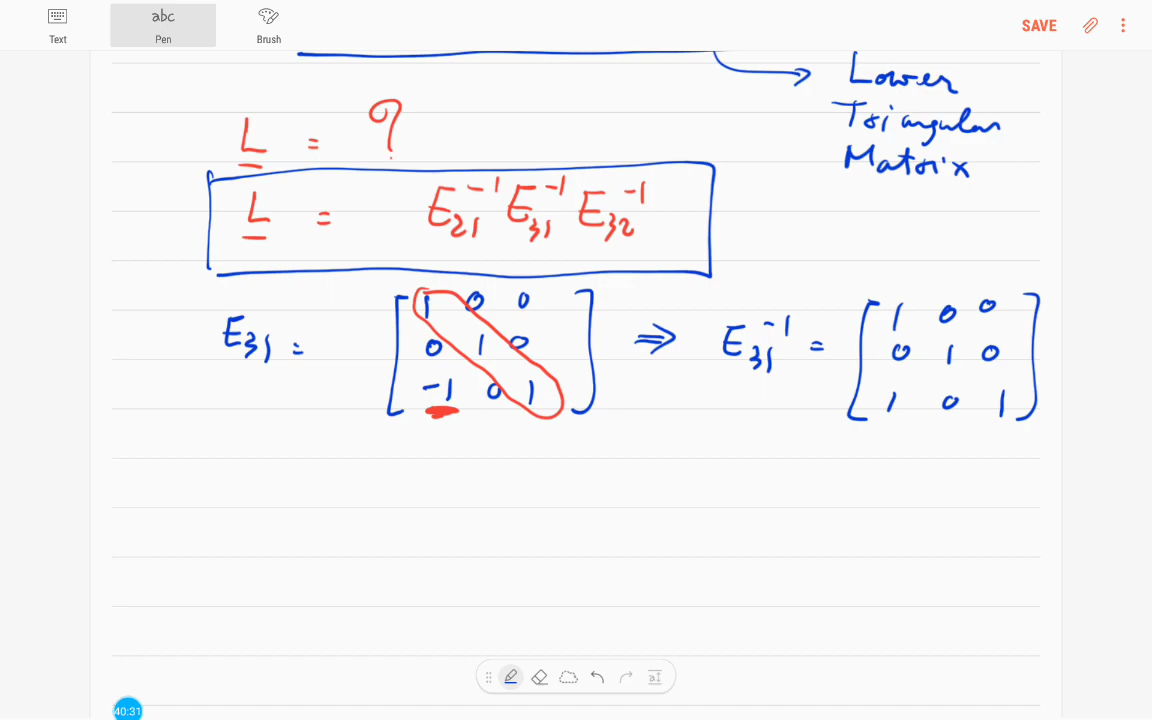 Text
abc
Pen
Brush
SAVE
Lower
Triangular
Matrix
L = ?
L = E₂₁⁻¹ E₃₁⁻¹ E₃₂⁻¹
E₃₁ = [ 1 0 0 ⇒ E₃₁⁻¹ = [ 1 0 0
0 1 0 0 1 0
-1 0 1 ] 1 0 1 ]
40:31